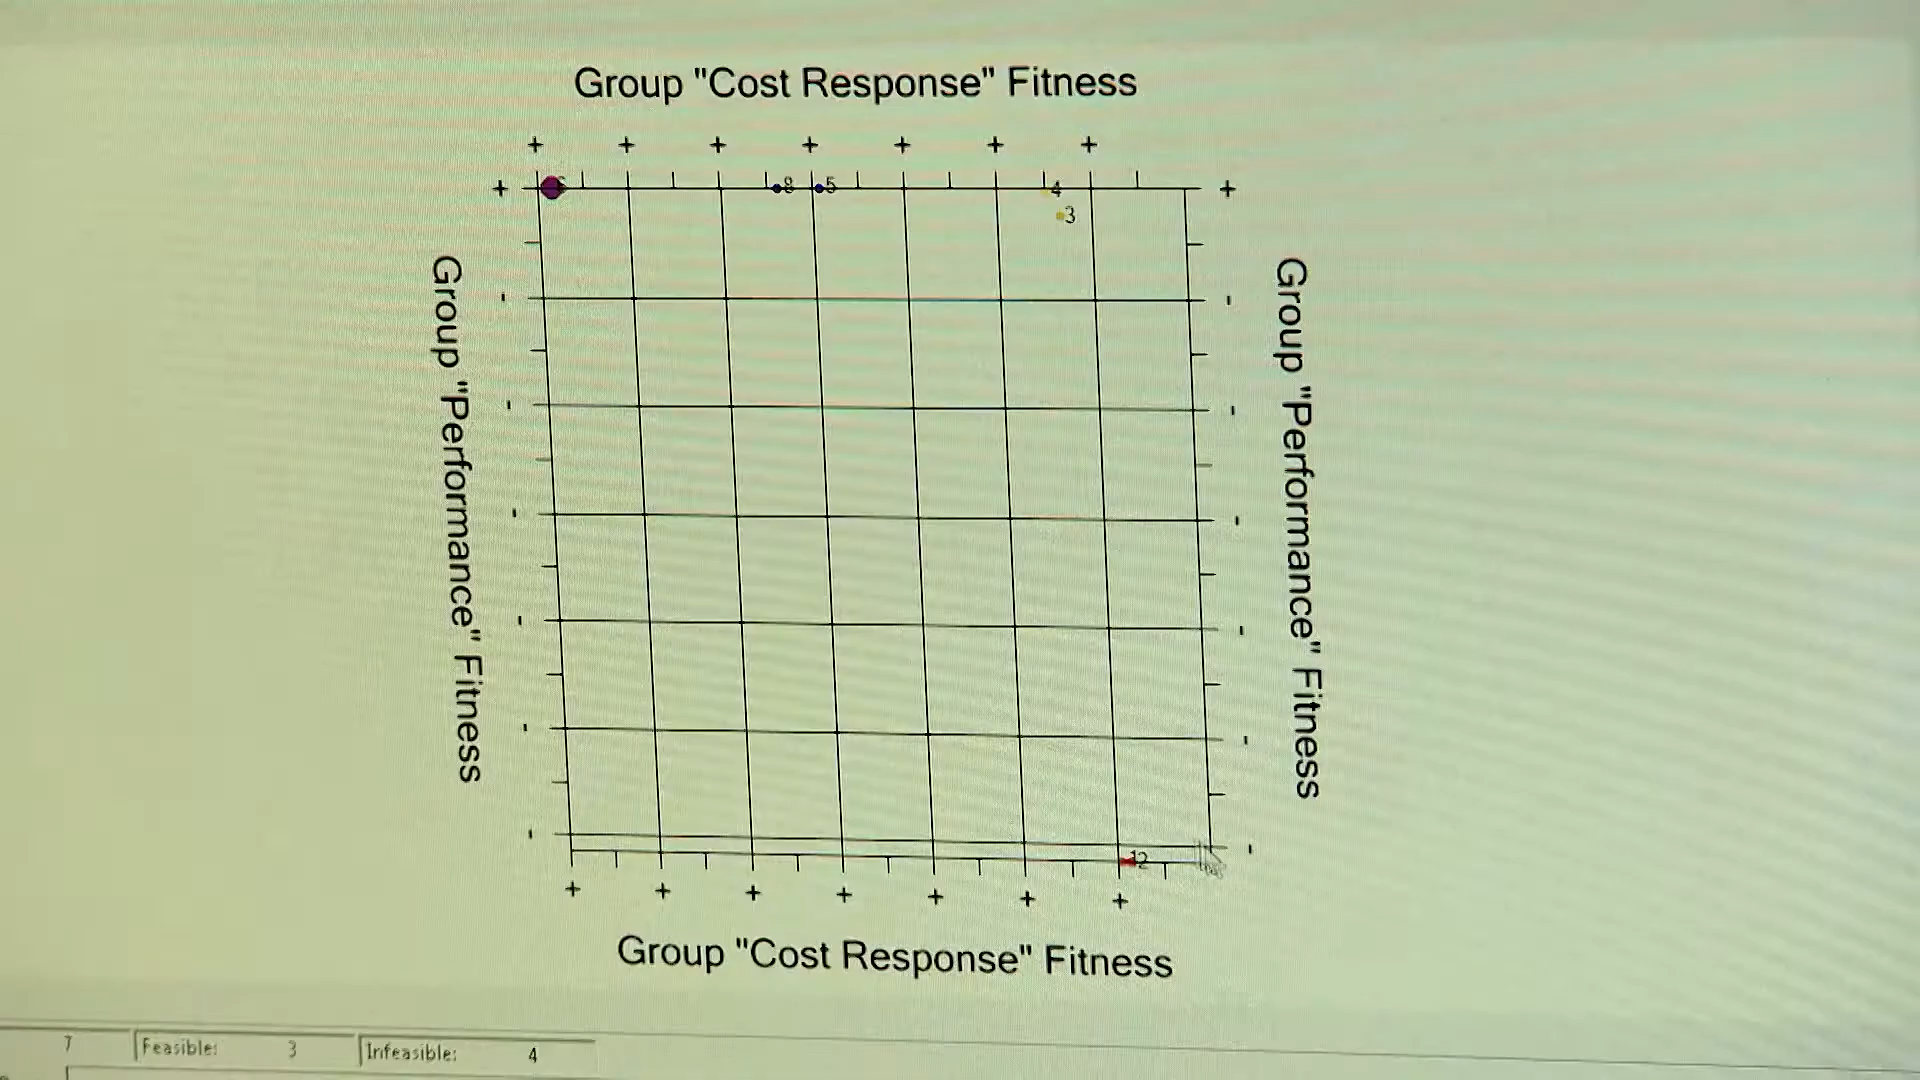 Group "Cost Response" Fitness
+ + + + + + +
+ 8 5 4 +
3
Group "Performance" Fitness
Group "Performance" Fitness
12
+ + + + + + +
Group "Cost Response" Fitness
7 Feasible: 3 Infeasible: 4